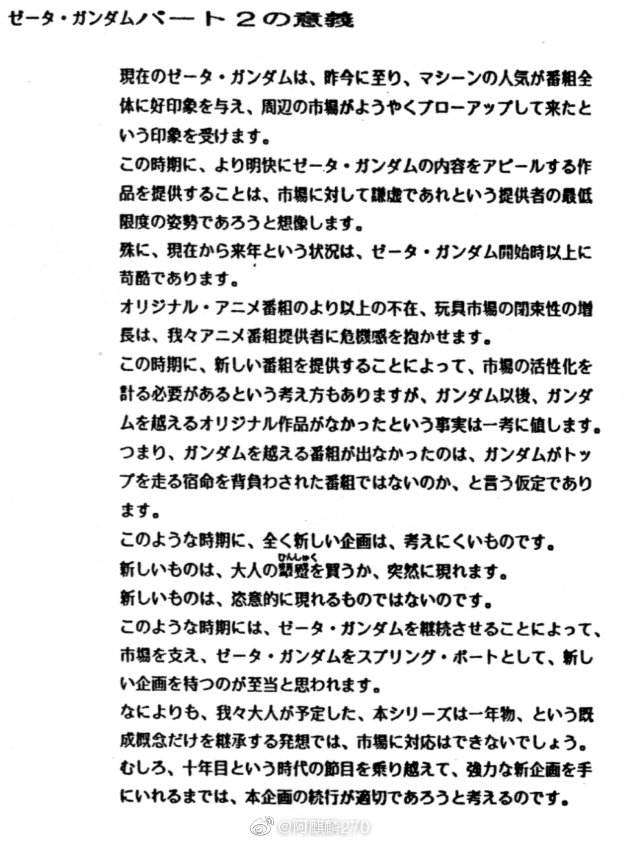 ゼータ・ガンダムパート２の意義
現在のゼータ・ガンダムは、昨今に至り、マシーンの人気が番組全
体に好印象を与え、周辺の市場がようやくブローアップして来たと
いう印象を受けます。
この時期に、より明快にゼータ・ガンダムの内容をアピールする作
品を提供することは、市場に対して謙虚であれという提供者の最低
限度の姿勢であろうと想像します。
殊に、現在から来年という状況は、ゼータ・ガンダム開始時以上に
苛酷であります。
オリジナル・アニメ番組のより以上の不在、玩具市場の閉束性の増
長は、我々アニメ番組提供者に危機感を抱かせます。
この時期に、新しい番組を提供することによって、市場の活性化を
計る必要があるという考え方もありますが、ガンダム以後、ガンダ
ムを越えるオリジナル作品がなかったという事実は一考に値します。
つまり、ガンダムを越える番組が出なかったのは、ガンダムがトッ
プを走る宿命を背負わされた番組ではないのか、と言う仮定であり
ます。
このような時期に、全く新しい企画は、考えにくいものです。
ひんしゅく
新しいものは、大人の顰蹙を買うか、突然に現れます。
新しいものは、恣意的に現れるものではないのです。
このような時期には、ゼータ・ガンダムを継続させることによって、
市場を支え、ゼータ・ガンダムをスプリング・ボートとして、新し
い企画を待つのが至当と思われます。
なによりも、我々大人が予定した、本シリーズは一年物、という既
成概念だけを継承する発想では、市場に対応はできないでしょう。
むしろ、十年目という時代の節目を乗り越えて、強力な新企画を手
にいれるまでは、本企画の続行が適切であろうと考えるのです。
@阿麒麟270